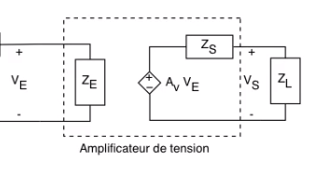 Z_S
+ +
V_E Z_E + - A_v V_E V_S Z_L
- -
Amplificateur de tension